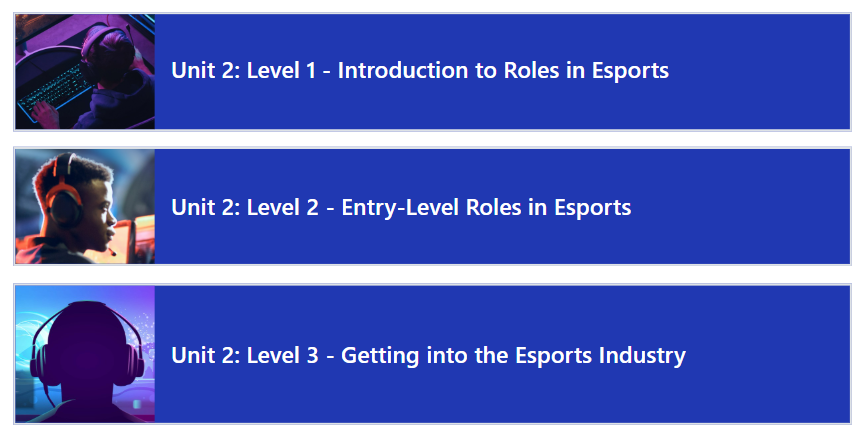 Unit 2: Level 1 - Introduction to Roles in Esports
Unit 2: Level 2 - Entry-Level Roles in Esports
Unit 2: Level 3 - Getting into the Esports Industry